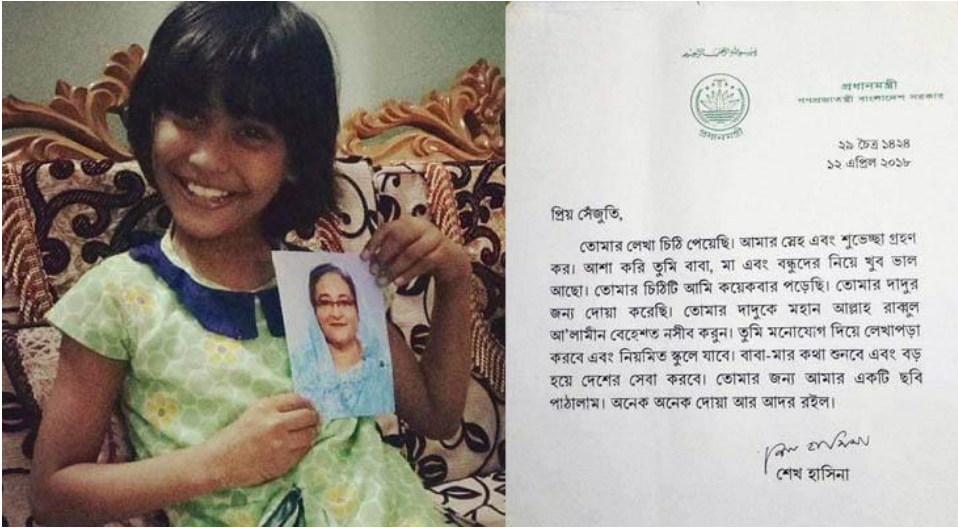 প্রধানমন্ত্রী
গণপ্রজাতন্ত্রী বাংলাদেশ সরকার
প্রধানমন্ত্রী
২৯ চৈত্র ১৪২৪
১২ এপ্রিল ২০১৮
প্রিয় সেঁজুতি,
তোমার লেখা চিঠি পেয়েছি। আমার স্নেহ এবং শুভেচ্ছা গ্রহণ
কর। আশা করি তুমি বাবা, মা এবং বন্ধুদের নিয়ে খুব ভাল
আছো। তোমার চিঠিটি আমি কয়েকবার পড়েছি। তোমার দাদুর
জন্য দোয়া করেছি। তোমার দাদুকে মহান আল্লাহ রাব্বুল
আ'লামীন বেহেশত নসীব করুন। তুমি মনোযোগ দিয়ে লেখাপড়া
করবে এবং নিয়মিত স্কুলে যাবে। বাবা-মার কথা শুনবে এবং বড়
হয়ে দেশের সেবা করবে। তোমার জন্য আমার একটি ছবি
পাঠালাম। অনেক অনেক দোয়া আর আদর রইল।
শেখ হাসিনা